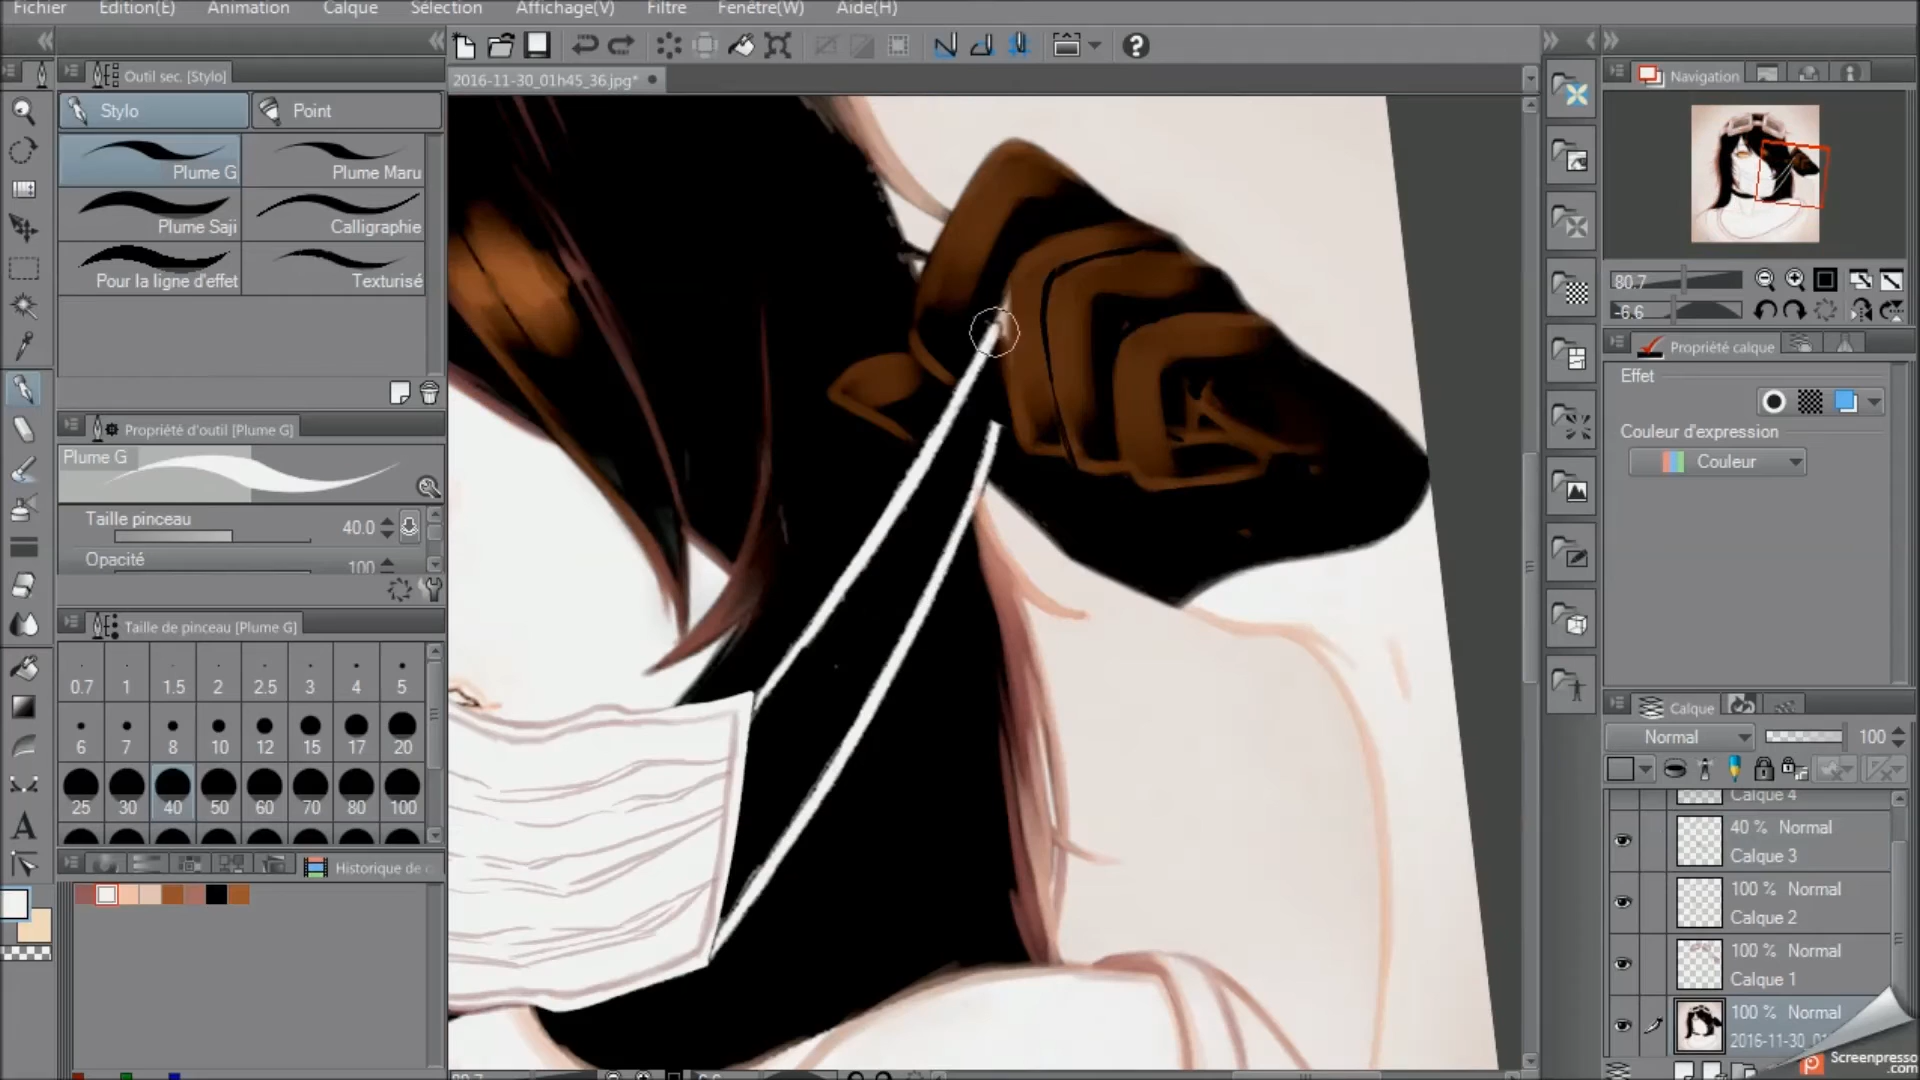 Fichier Edition(E) Animation Calque Sélection Affichage(V) Filtre Fenêtre(W) Aide(H)
Outil sec. [Stylo]
Stylo Point
Plume G Plume Maru
Plume Saji Calligraphie
Pour la ligne d'effet Texturisé
Propriété d'outil [Plume G]
Plume G
Taille pinceau 40.0
Opacité 100
Taille de pinceau [Plume G]
0.7 1 1.5 2 2.5 3 4 5
6 7 8 10 12 15 17 20
25 30 40 50 60 70 80 100
Historique de c
2016-11-30_01h45_36.jpg*
Navigation
80.7
-6.6
Propriété calque
Effet
Couleur d'expression
Couleur
Calque
Normal 100
Calque 4
40 % Normal
Calque 3
100 % Normal
Calque 2
100 % Normal
Calque 1
100 % Normal
2016-11-30_0
Screenpresso
.com